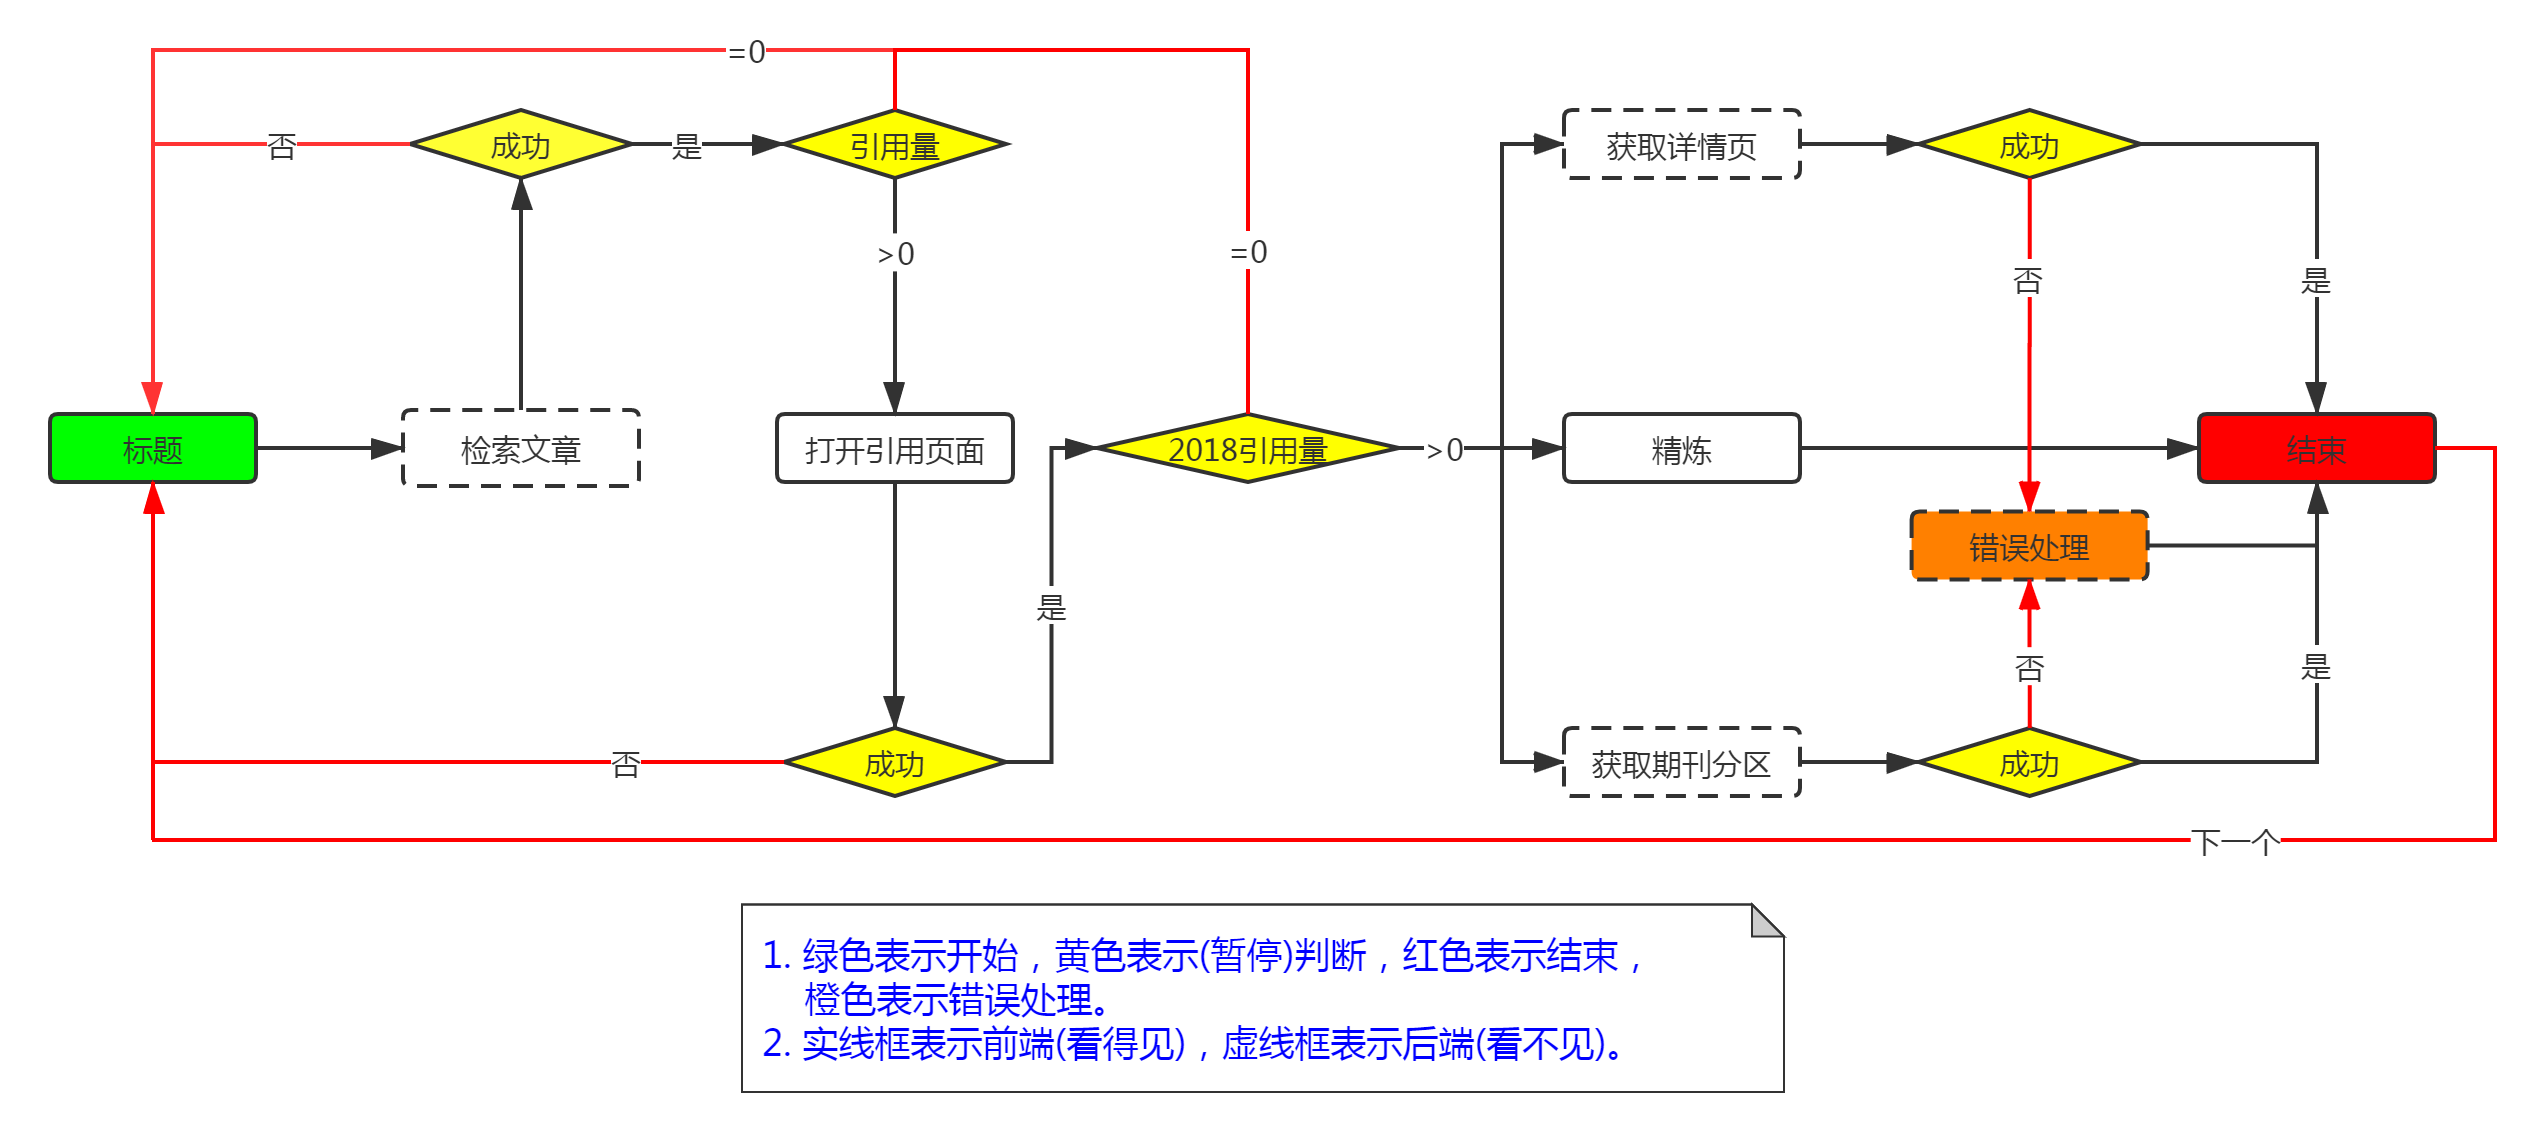 =0
否
成功
是
引用量
获取详情页
成功
>0
=0
否
是
标题
检索文章
打开引用页面
2018引用量
>0
精炼
结束
错误处理
是
否
是
否
成功
获取期刊分区
成功
下一个
1. 绿色表示开始，黄色表示(暂停)判断，红色表示结束，
橙色表示错误处理。
2. 实线框表示前端(看得见)，虚线框表示后端(看不见)。